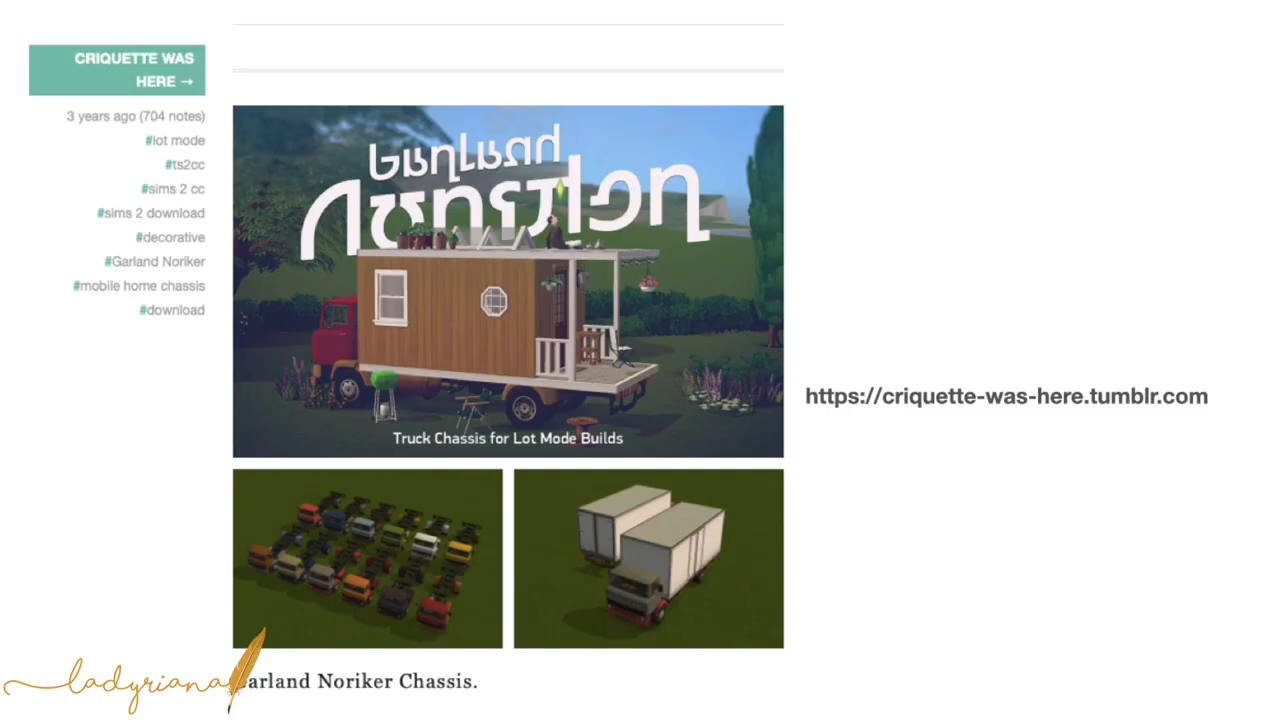 CRIQUETTE WAS
HERE →
3 years ago (704 notes)
#lot mode
#ts2cc
#sims 2 cc
#sims 2 download
#decorative
#Garland Noriker
#mobile home chassis
#download
Truck Chassis for Lot Mode Builds
https://criquette-was-here.tumblr.com
arland Noriker Chassis.
ladyriana